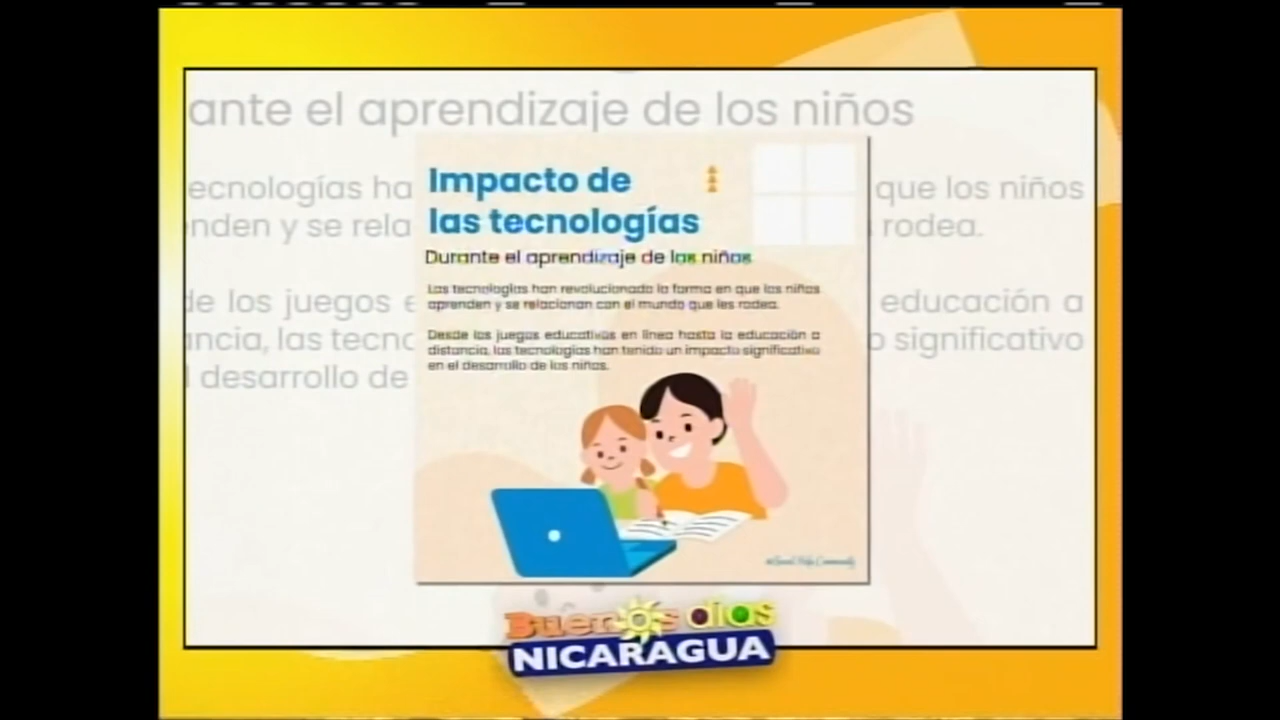 ante el aprendizaje de los niños
ecnologías ha que los niños
nden y se rela rodea.
de los juegos e educación a
ancia, las tecno o significativo
l desarrollo de
Impacto de
las tecnologías
Durante el aprendizaje de los niños
Las tecnologías han revolucionado la forma en que los niños
aprenden y se relacionan con el mundo que les rodea.
Desde los juegos educativos en línea hasta la educación a
distancia, las tecnologías han tenido un impacto significativo
en el desarrollo de los niños.
Buenos días
NICARAGUA